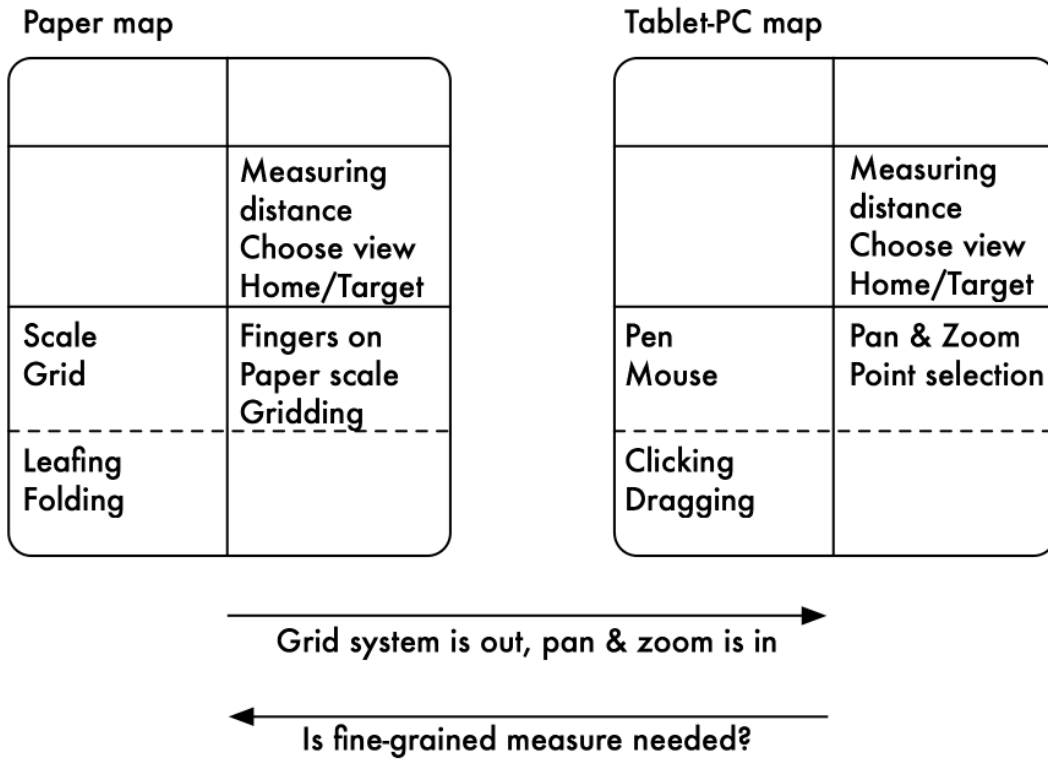 Paper map
Measuring
distance
Choose view
Home/Target
Scale
Grid
Fingers on
Paper scale
Gridding
Leafing
Folding
Tablet-PC map
Measuring
distance
Choose view
Home/Target
Pen
Mouse
Pan & Zoom
Point selection
Clicking
Dragging
Grid system is out, pan & zoom is in
Is fine-grained measure needed?